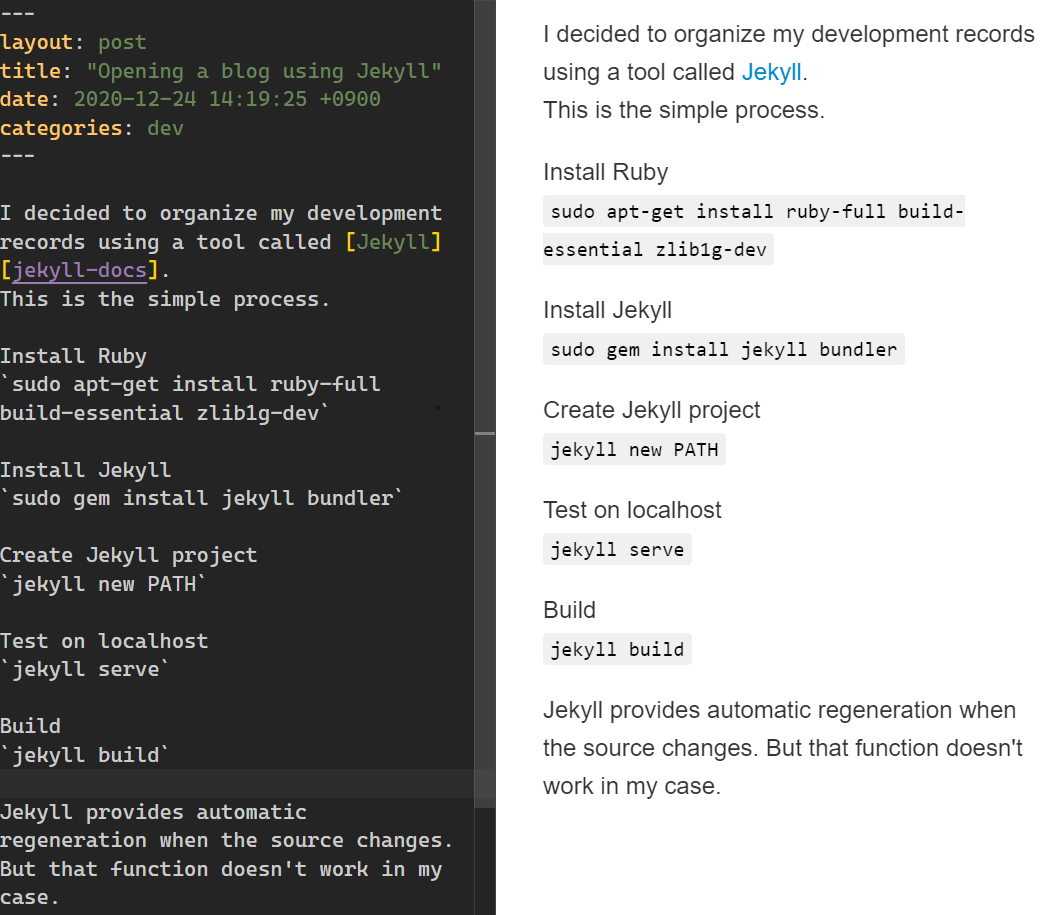 ---
layout: post
title: "Opening a blog using Jekyll"
date: 2020-12-24 14:19:25 +0900
categories: dev
---
I decided to organize my development
records using a tool called [Jekyll]
[jekyll-docs].
This is the simple process.
Install Ruby
`sudo apt-get install ruby-full
build-essential zlib1g-dev`
Install Jekyll
`sudo gem install jekyll bundler`
Create Jekyll project
`jekyll new PATH`
Test on localhost
`jekyll serve`
Build
`jekyll build`
Jekyll provides automatic
regeneration when the source changes.
But that function doesn't work in my
case.
I decided to organize my development records
using a tool called Jekyll.
This is the simple process.
Install Ruby
sudo apt-get install ruby-full build-
essential zlib1g-dev
Install Jekyll
sudo gem install jekyll bundler
Create Jekyll project
jekyll new PATH
Test on localhost
jekyll serve
Build
jekyll build
Jekyll provides automatic regeneration when
the source changes. But that function doesn't
work in my case.